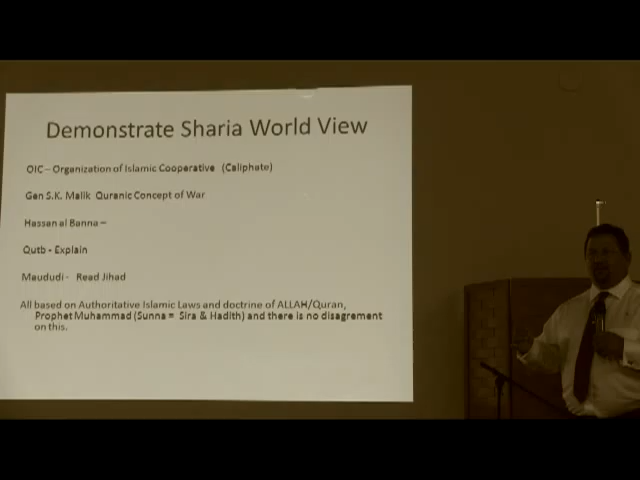 Demonstrate Sharia World View
OIC – Organization of Islamic Cooperative (Caliphate)
Gen S.K. Malik Quranic Concept of War
Hassan al Banna –
Qutb - Explain
Maududi - Read Jihad
All based on Authoritative Islamic Laws and doctrine of ALLAH/Quran,
Prophet Muhammad (Sunna = Sira & Hadith) and there is no disagrement
on this.